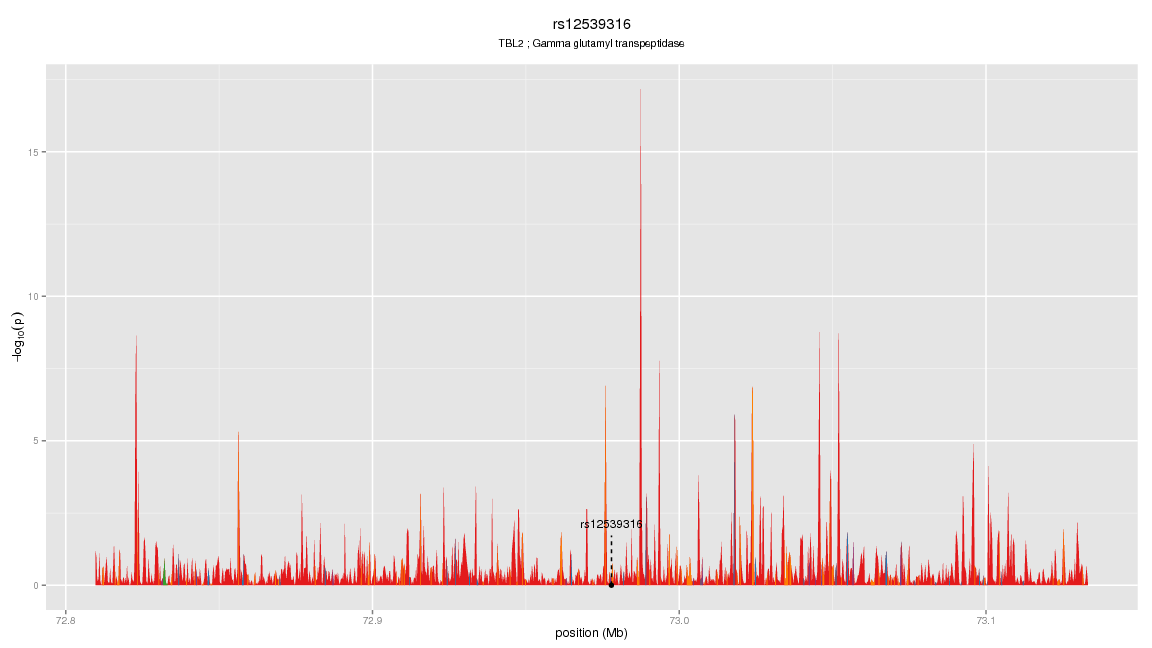 rs12539316
TBL2 ; Gamma glutamyl transpeptidase
15
10
5
0
−log10(p)
rs12539316
72.8
72.9
73.0
73.1
position (Mb)